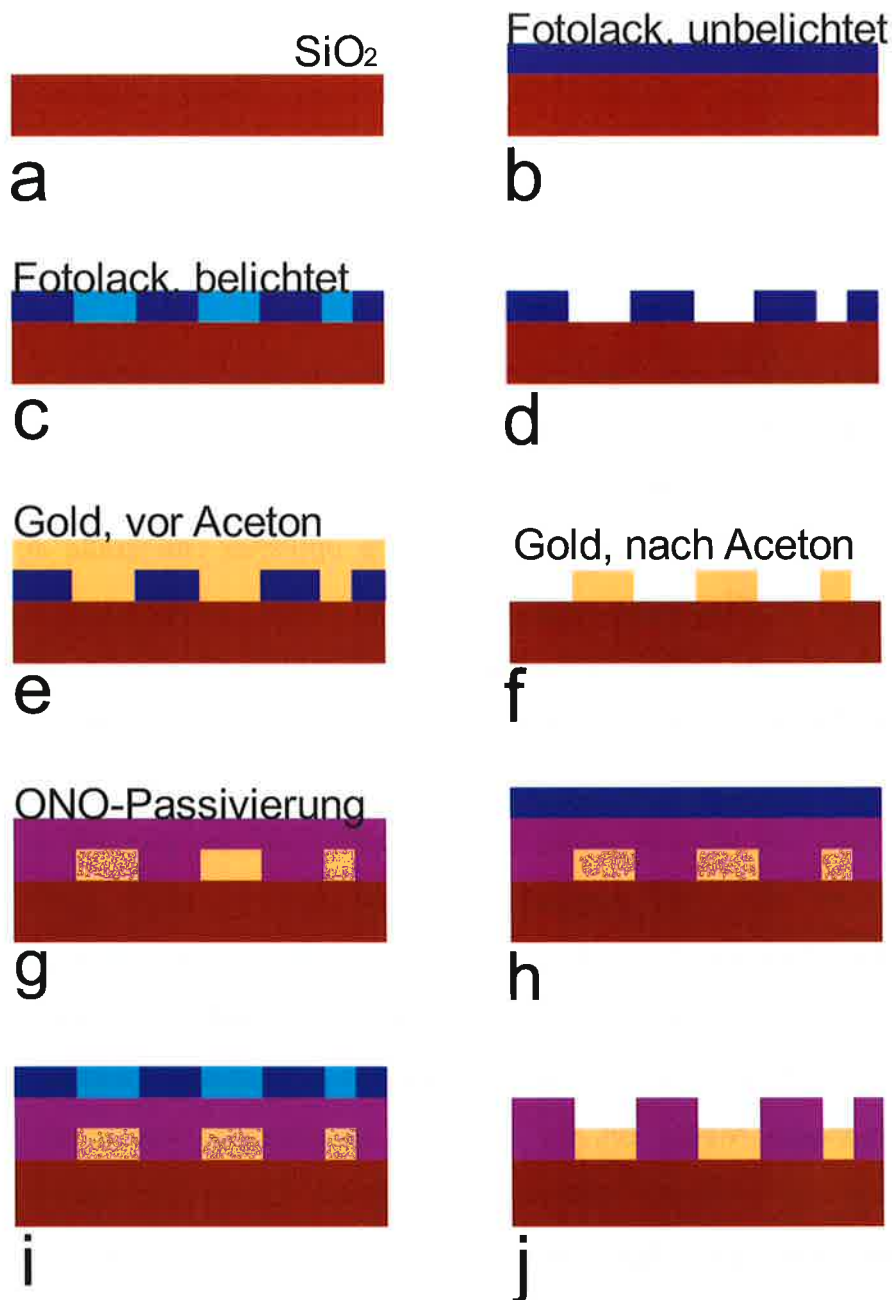 SiO₂
Fotolack, unbelichtet
a
b
Fotolack, belichtet
c
d
Gold, vor Aceton
Gold, nach Aceton
e
f
ONO-Passivierung
g
h
i
j